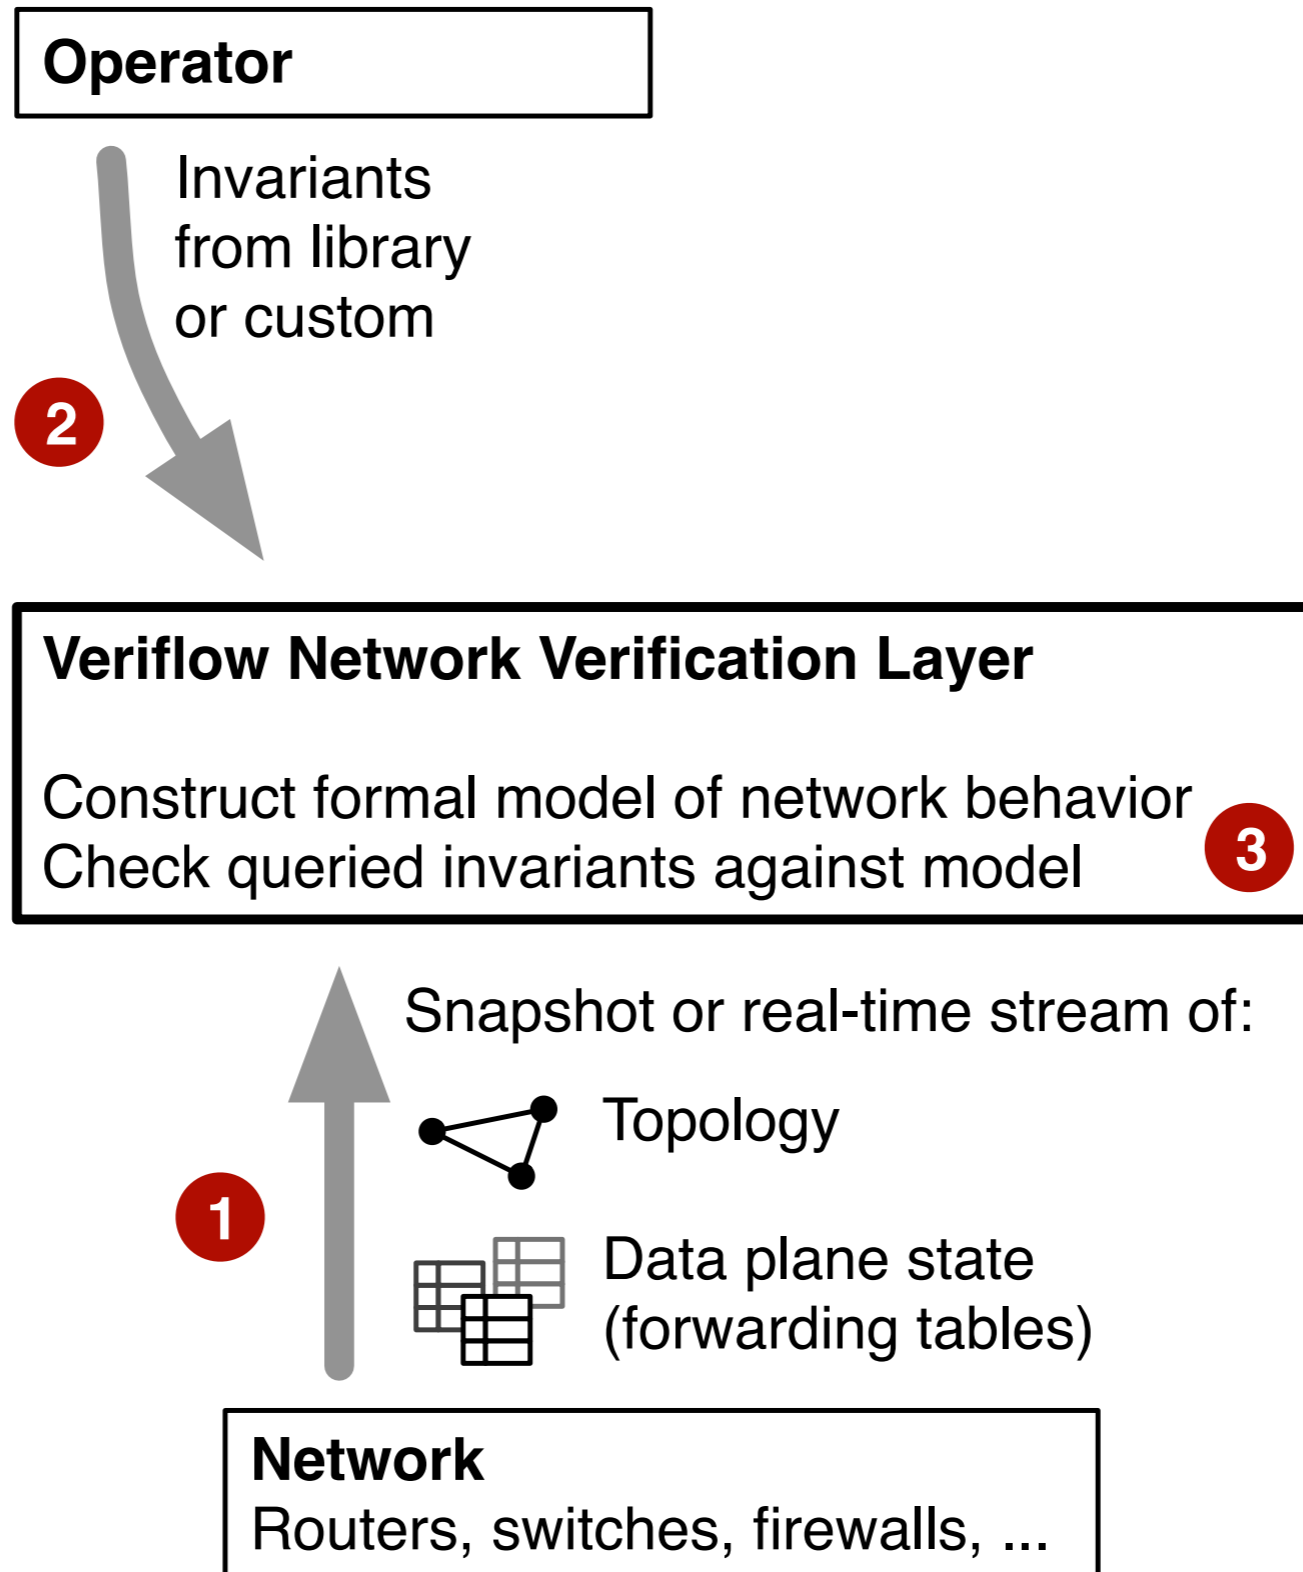 Operator
Invariants
from library
or custom
2
Veriflow Network Verification Layer
Construct formal model of network behavior
Check queried invariants against model
3
Snapshot or real-time stream of:
Topology
1
Data plane state
(forwarding tables)
Network
Routers, switches, firewalls, ...